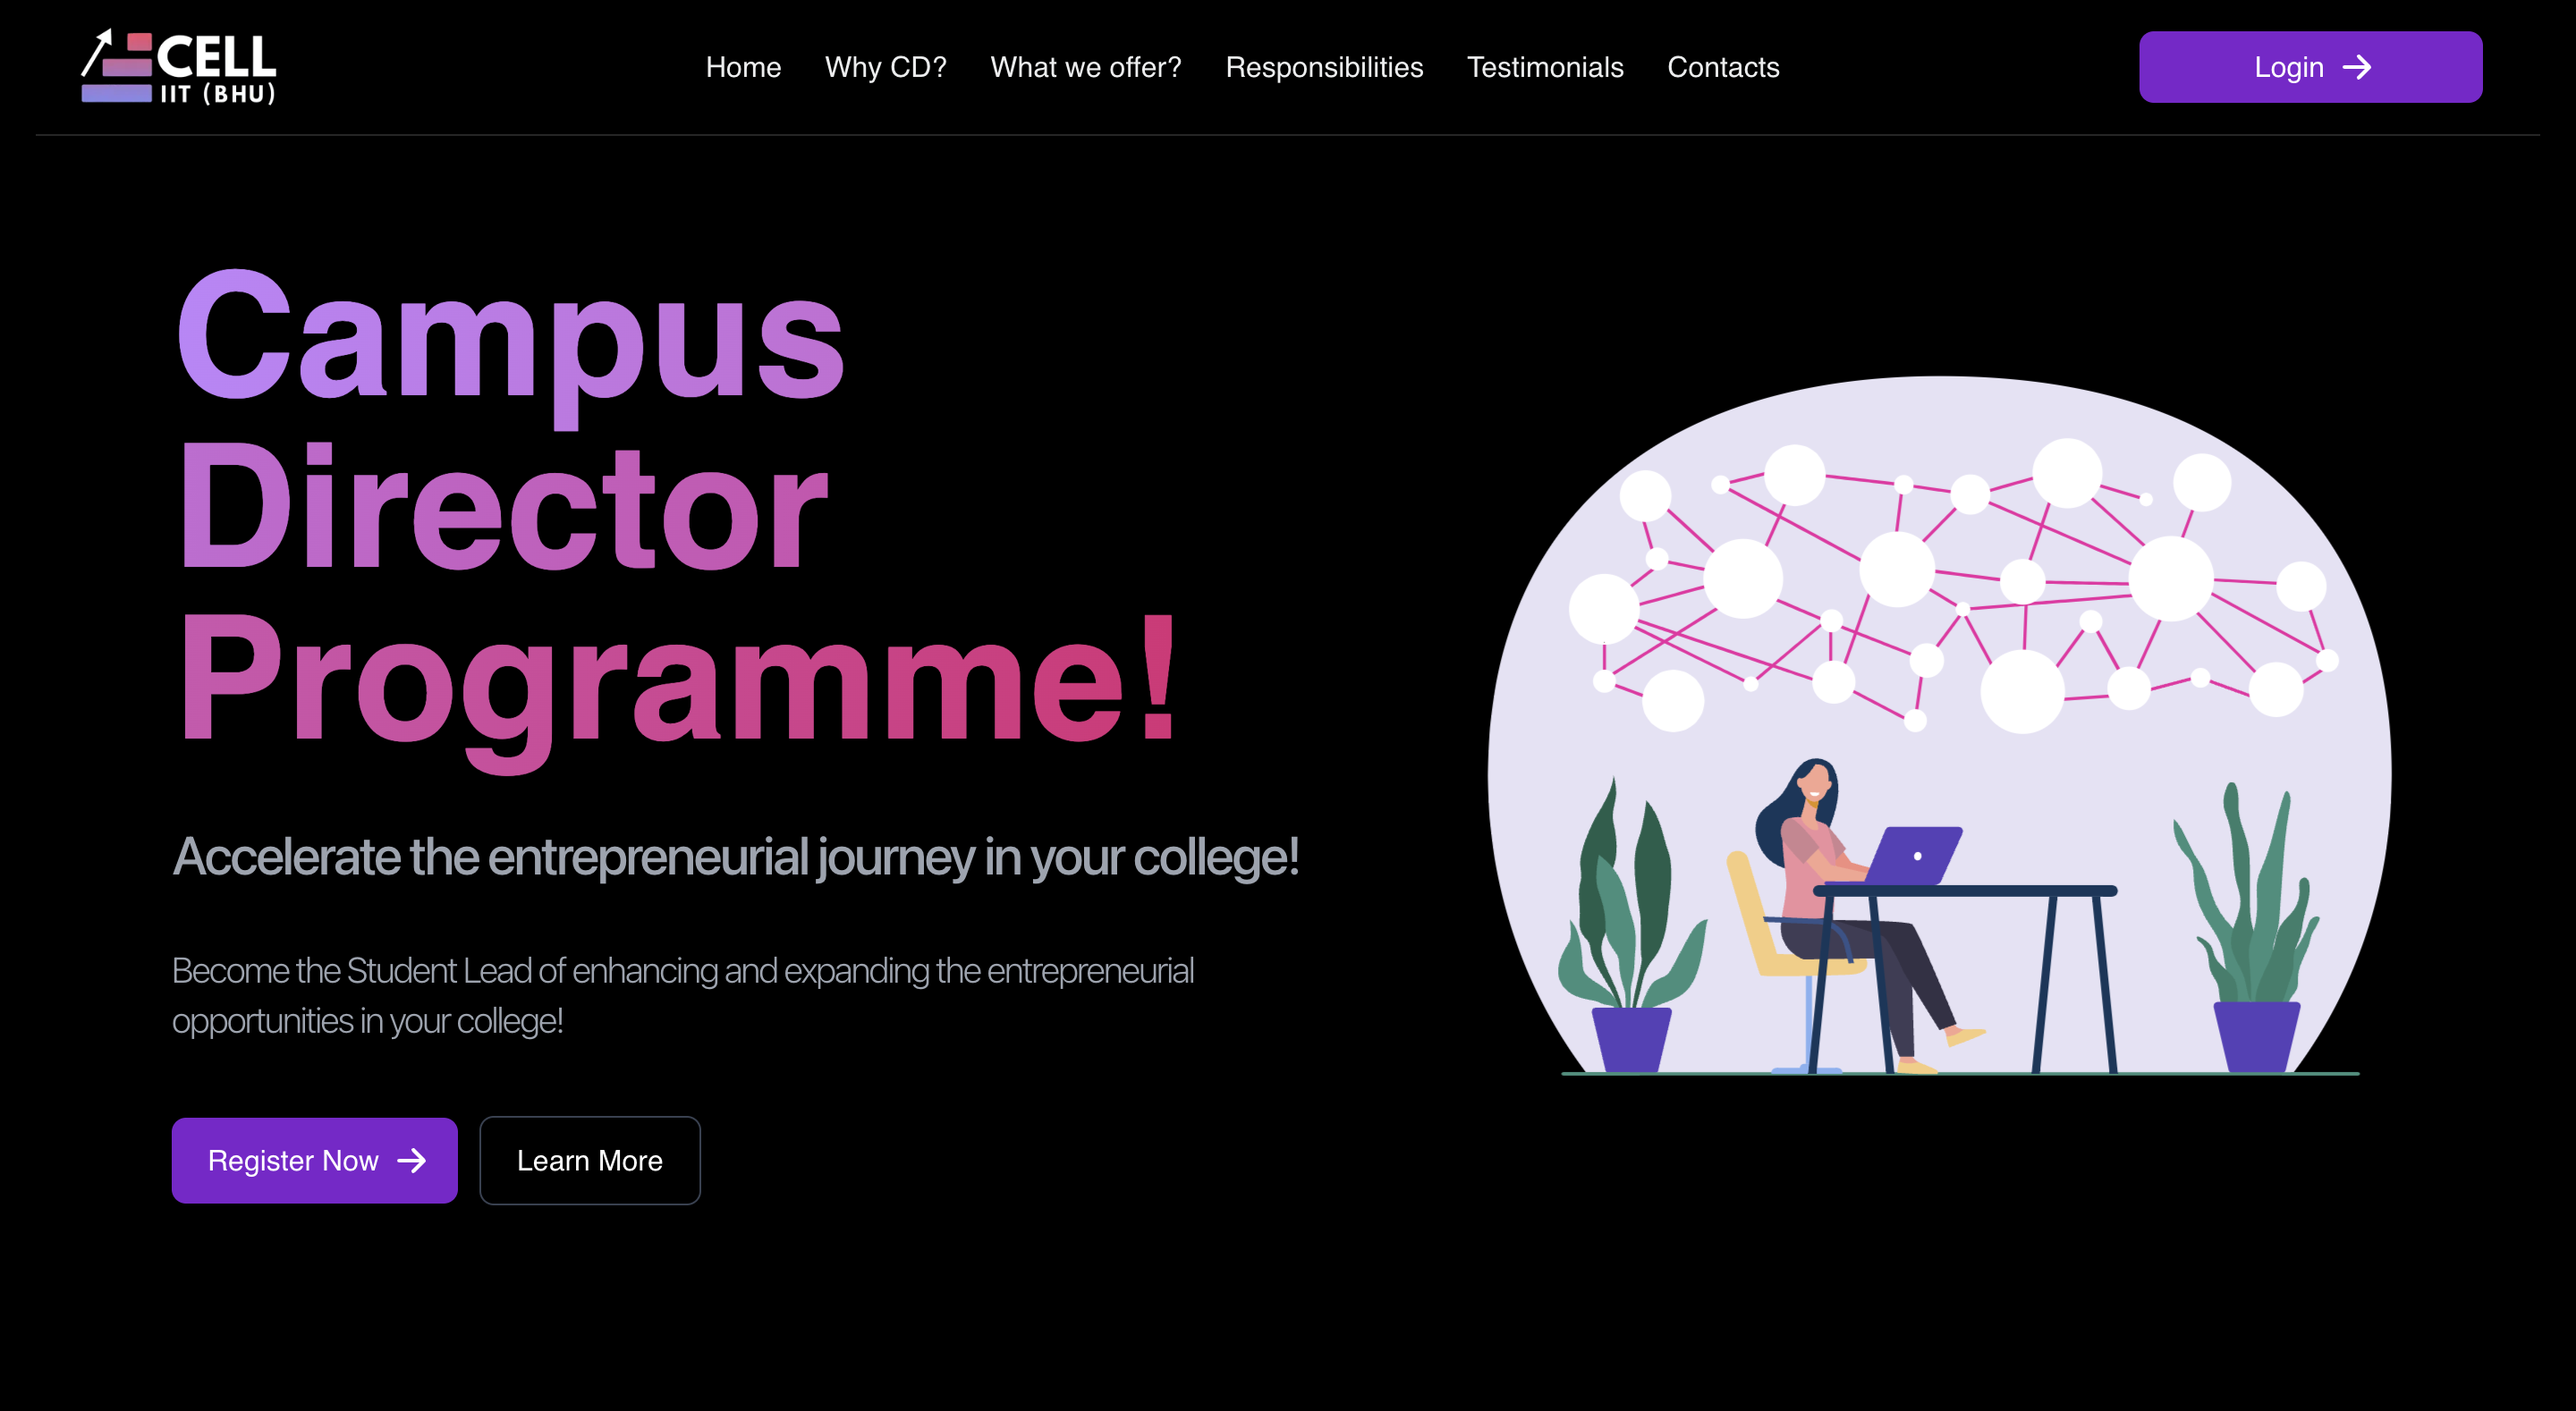 CELL
IIT (BHU)
Home Why CD? What we offer? Responsibilities Testimonials Contacts
Login
Campus
Director
Programme!
Accelerate the entrepreneurial journey in your college!
Become the Student Lead of enhancing and expanding the entrepreneurial
opportunities in your college!
Register Now Learn More